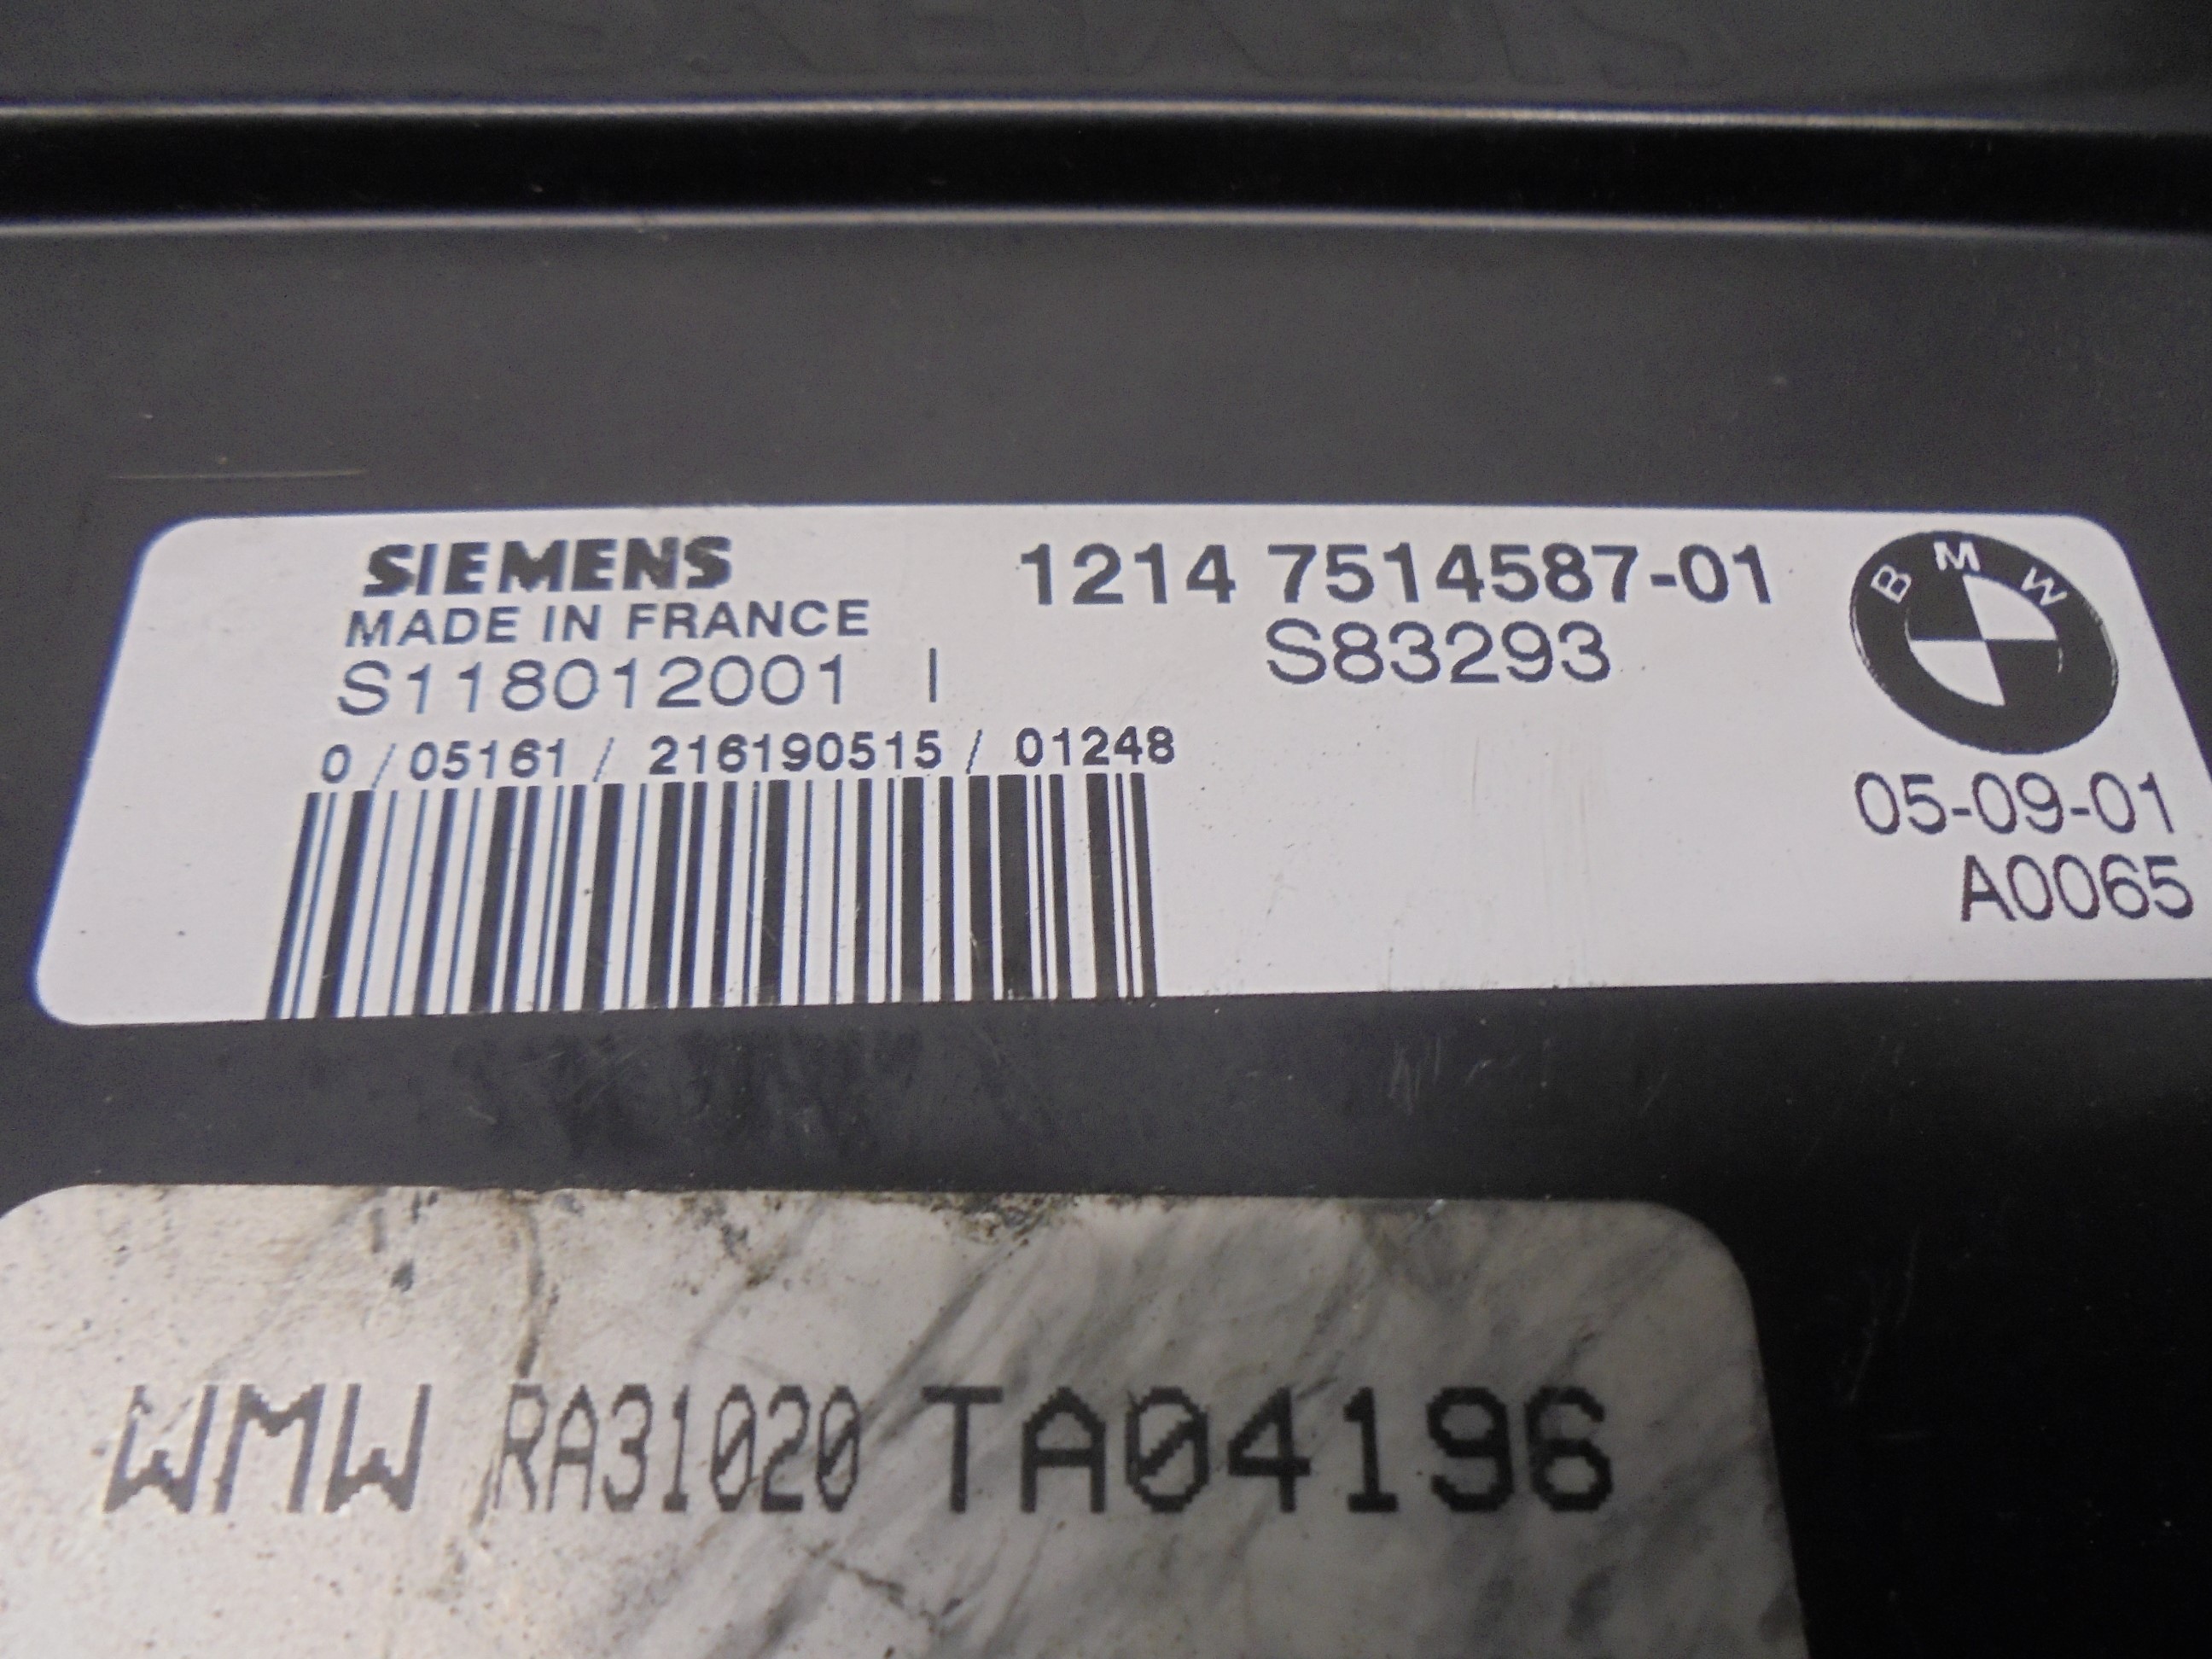 SIEMENS
MADE IN FRANCE
S118012001 I
0 / 05161 / 216190515 / 01248
1214 7514587-01
S83293
BMW
05-09-01
A0065
WMW RA31020 TA04196